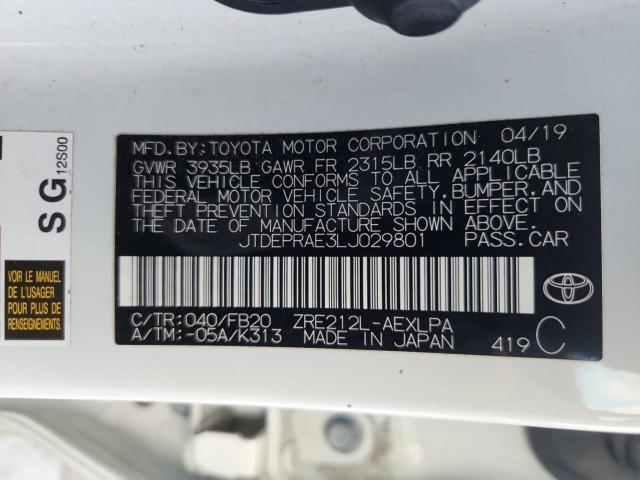 MFD.BY:TOYOTA MOTOR CORPORATION 04/19
GVWR 3935LB GAWR FR 2315LB RR 2140LB
THIS VEHICLE CONFORMS TO ALL APPLICABLE
FEDERAL MOTOR VEHICLE SAFETY,BUMPER,AND
THEFT PREVENTION STANDARDS IN EFFECT ON
THE DATE OF MANUFACTURE SHOWN ABOVE.
JTDEPRAE3LJ029801 PASS.CAR
C/TR:040/FB20 ZRE212L-AEXLPA
A/TM:-05A/K313 MADE IN JAPAN 419 C
SG
12S00
VOIR LE MANUEL
DE L'USAGER
POUR PLUS DE
RENSEIGNEMENTS.